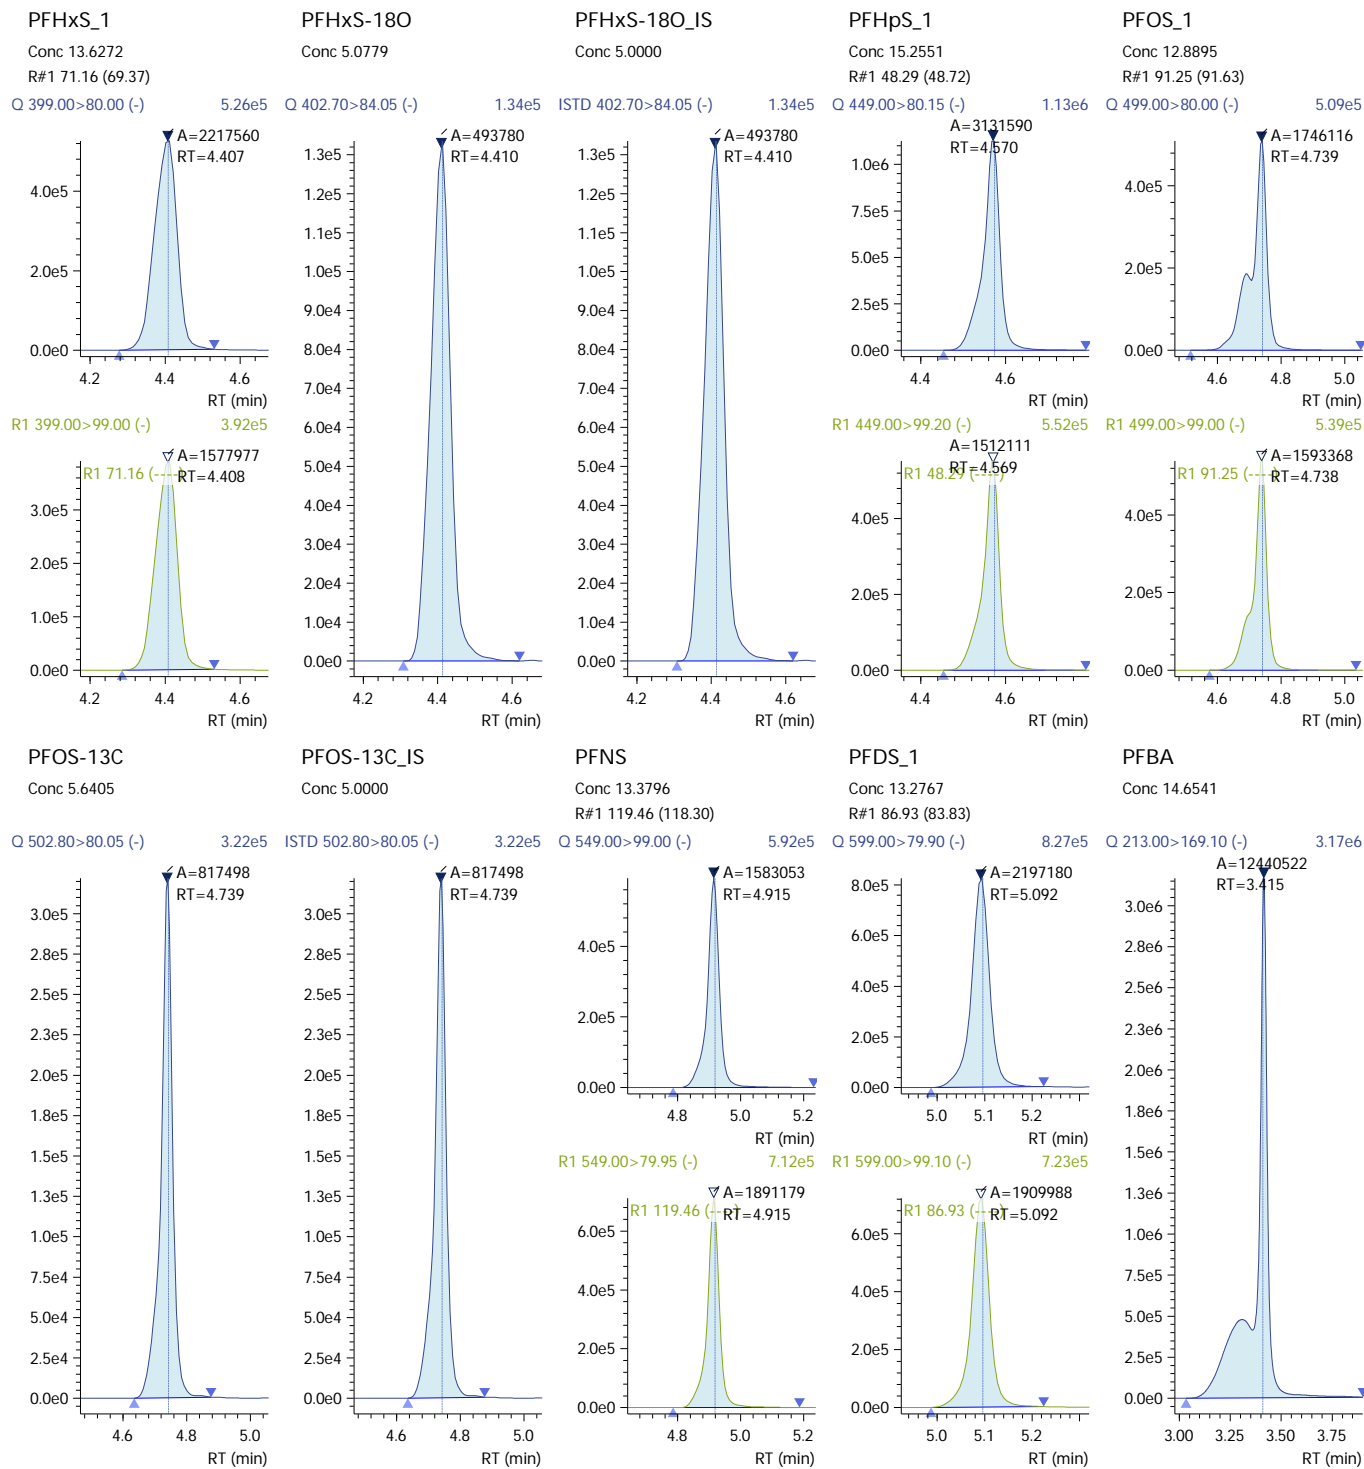 PFHxS_1
Conc 13.6272
R#1 71.16 (69.37)
Q 399.00>80.00 (-) 5.26e5
A=2217560
RT=4.407
4.0e5
2.0e5
0.0e0
4.2 4.4 4.6
RT (min)
R1 399.00>99.00 (-) 3.92e5
A=1577977
R1 71.16 (----)
RT=4.408
3.0e5
2.0e5
1.0e5
0.0e0
4.2 4.4 4.6
RT (min)
PFHxS-18O
Conc 5.0779
Q 402.70>84.05 (-) 1.34e5
A=493780
RT=4.410
1.3e5
1.2e5
1.1e5
1.0e5
9.0e4
8.0e4
7.0e4
6.0e4
5.0e4
4.0e4
3.0e4
2.0e4
1.0e4
0.0e0
4.2 4.4 4.6
RT (min)
PFHxS-18O_IS
Conc 5.0000
ISTD 402.70>84.05 (-) 1.34e5
A=493780
RT=4.410
1.3e5
1.2e5
1.1e5
1.0e5
9.0e4
8.0e4
7.0e4
6.0e4
5.0e4
4.0e4
3.0e4
2.0e4
1.0e4
0.0e0
4.2 4.4 4.6
RT (min)
PFHpS_1
Conc 15.2551
R#1 48.29 (48.72)
Q 449.00>80.15 (-) 1.13e6
A=3131590
RT=4.570
1.0e6
7.5e5
5.0e5
2.5e5
0.0e0
4.4 4.6
RT (min)
R1 449.00>99.20 (-) 5.52e5
A=1512111
R1 48.29 (----)
RT=4.569
4.0e5
2.0e5
0.0e0
4.4 4.6
RT (min)
PFOS_1
Conc 12.8895
R#1 91.25 (91.63)
Q 499.00>80.00 (-) 5.09e5
A=1746116
RT=4.739
4.0e5
2.0e5
0.0e0
4.6 4.8 5.0
RT (min)
R1 499.00>99.00 (-) 5.39e5
A=1593368
R1 91.25 (----)
RT=4.738
4.0e5
2.0e5
0.0e0
4.6 4.8 5.0
RT (min)
PFOS-13C
Conc 5.6405
Q 502.80>80.05 (-) 3.22e5
A=817498
RT=4.739
3.0e5
2.8e5
2.5e5
2.3e5
2.0e5
1.8e5
1.5e5
1.3e5
1.0e5
7.5e4
5.0e4
2.5e4
0.0e0
4.6 4.8 5.0
RT (min)
PFOS-13C_IS
Conc 5.0000
ISTD 502.80>80.05 (-) 3.22e5
A=817498
RT=4.739
3.0e5
2.8e5
2.5e5
2.3e5
2.0e5
1.8e5
1.5e5
1.3e5
1.0e5
7.5e4
5.0e4
2.5e4
0.0e0
4.6 4.8 5.0
RT (min)
PFNS
Conc 13.3796
R#1 119.46 (118.30)
Q 549.00>99.00 (-) 5.92e5
A=1583053
RT=4.915
4.0e5
2.0e5
0.0e0
4.8 5.0 5.2
RT (min)
R1 549.00>79.95 (-) 7.12e5
A=1891179
R1 119.46 (----)
RT=4.915
6.0e5
4.0e5
2.0e5
0.0e0
4.8 5.0 5.2
RT (min)
PFDS_1
Conc 13.2767
R#1 86.93 (83.83)
Q 599.00>79.90 (-) 8.27e5
A=2197180
RT=5.092
8.0e5
6.0e5
4.0e5
2.0e5
0.0e0
5.0 5.1 5.2
RT (min)
R1 599.00>99.10 (-) 7.23e5
A=1909988
R1 86.93 (----)
RT=5.092
6.0e5
4.0e5
2.0e5
0.0e0
5.0 5.1 5.2
RT (min)
PFBA
Conc 14.6541
Q 213.00>169.10 (-) 3.17e6
A=12440522
RT=3.415
3.0e6
2.8e6
2.5e6
2.3e6
2.0e6
1.8e6
1.5e6
1.3e6
1.0e6
7.5e5
5.0e5
2.5e5
0.0e0
3.00 3.25 3.50 3.75
RT (min)